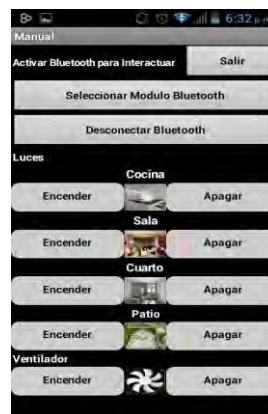 6:32 p.m.
Manual
Activar Bluetooth para Interactuar Salir
Seleccionar Modulo Bluetooth
Desconectar Bluetooth
Luces
Cocina
Encender Apagar
Sala
Encender Apagar
Cuarto
Encender Apagar
Patio
Encender Apagar
Ventilador
Encender Apagar